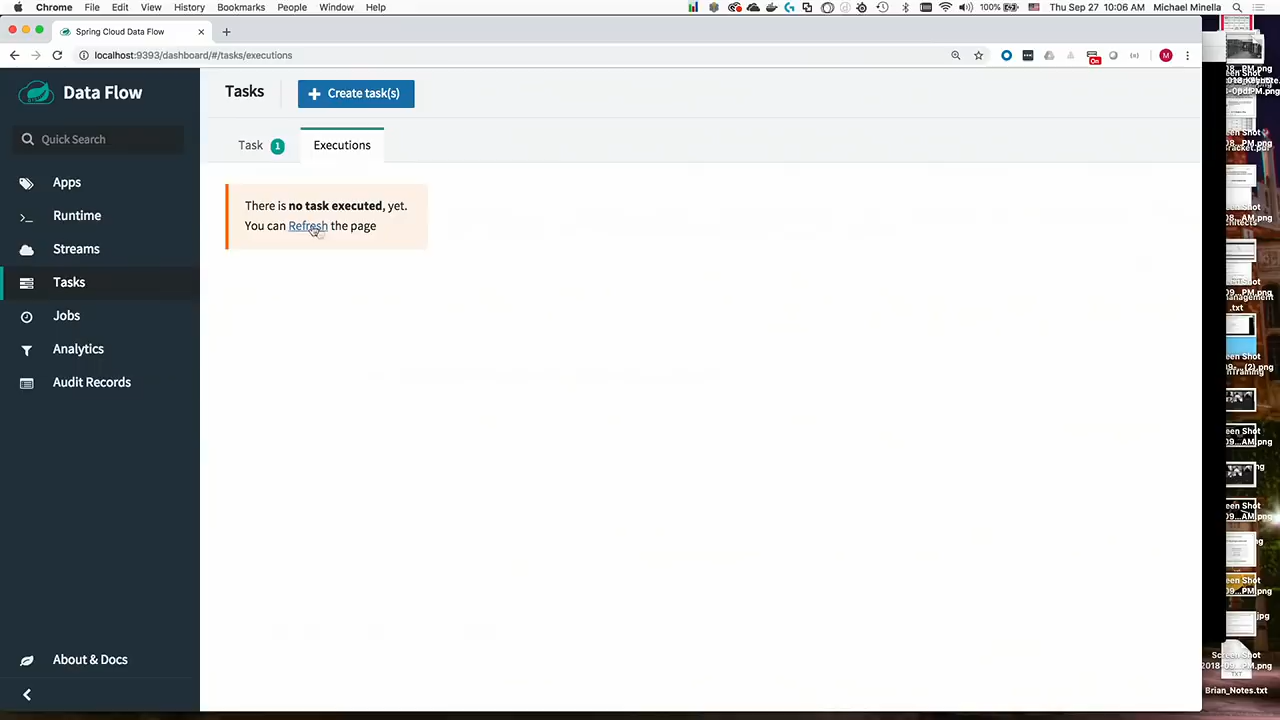 Chrome File Edit View History Bookmarks People Window Help
100% Thu Sep 27 10:06 AM Michael Minella
Spring Cloud Data Flow
localhost:9393/dashboard/#/tasks/executions
On
M
Data Flow
Quick Search
Apps
Runtime
Streams
Tasks
Jobs
Analytics
Audit Records
About & Docs
Tasks
Create task(s)
Task 1
Executions
There is no task executed, yet.
You can Refresh the page
TXT
Brian_Notes.txt